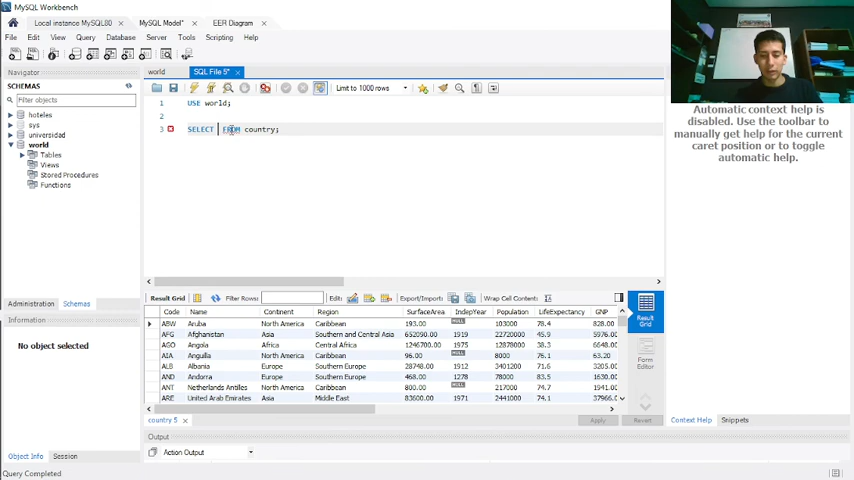 MySQL Workbench
Local instance MySQL80
MySQL Model*
EER Diagram
File Edit View Query Database Server Tools Scripting Help
Navigator
SCHEMAS
Filter objects
hoteles
sys
universidad
world
Tables
Views
Stored Procedures
Functions
Administration Schemas
Information
No object selected
Object Info Session
Query Completed
world SQL File 5*
Limit to 1000 rows
1 USE world;
2
3 SELECT FROM country;
Result Grid Filter Rows: Edit: Export/Import: Wrap Cell Content:
Code Name Continent Region SurfaceArea IndepYear Population LifeExpectancy GNP
ABW Aruba North America Caribbean 193.00 NULL 103000 78.4 828.00
AFG Afghanistan Asia Southern and Central Asia 652090.00 1919 22720000 45.9 5976.0
AGO Angola Africa Central Africa 1246700.00 1975 12878000 38.3 6648.0
AIA Anguilla North America Caribbean 96.00 NULL 8000 76.1 63.20
ALB Albania Europe Southern Europe 28748.00 1912 3401200 71.6 3205.0
AND Andorra Europe Southern Europe 468.00 1278 78000 83.5 1630.0
ANT Netherlands Antilles North America Caribbean 800.00 NULL 217000 74.7 1941.0
ARE United Arab Emirates Asia Middle East 83600.00 1971 2441000 74.1 37966.0
country 5
Apply Revert
Output
Action Output
Result Grid
Form Editor
Automatic context help is
disabled. Use the toolbar to
manually get help for the current
caret position or to toggle
automatic help.
Context Help Snippets